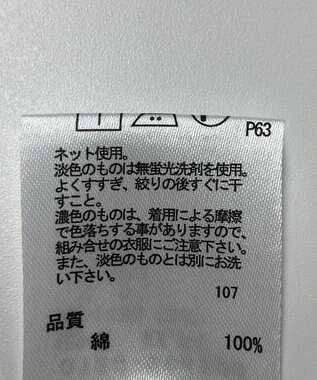 P63
ネット使用。
淡色のものは無蛍光洗剤を使用。
よくすすぎ、絞りの後すぐに干
すこと。
濃色のものは、着用による摩擦
で色落ちする事がありますので、
組み合せの衣服にご注意下さい。
また、淡色のものとは別にお洗
い下さい。
107
品質
綿 100%